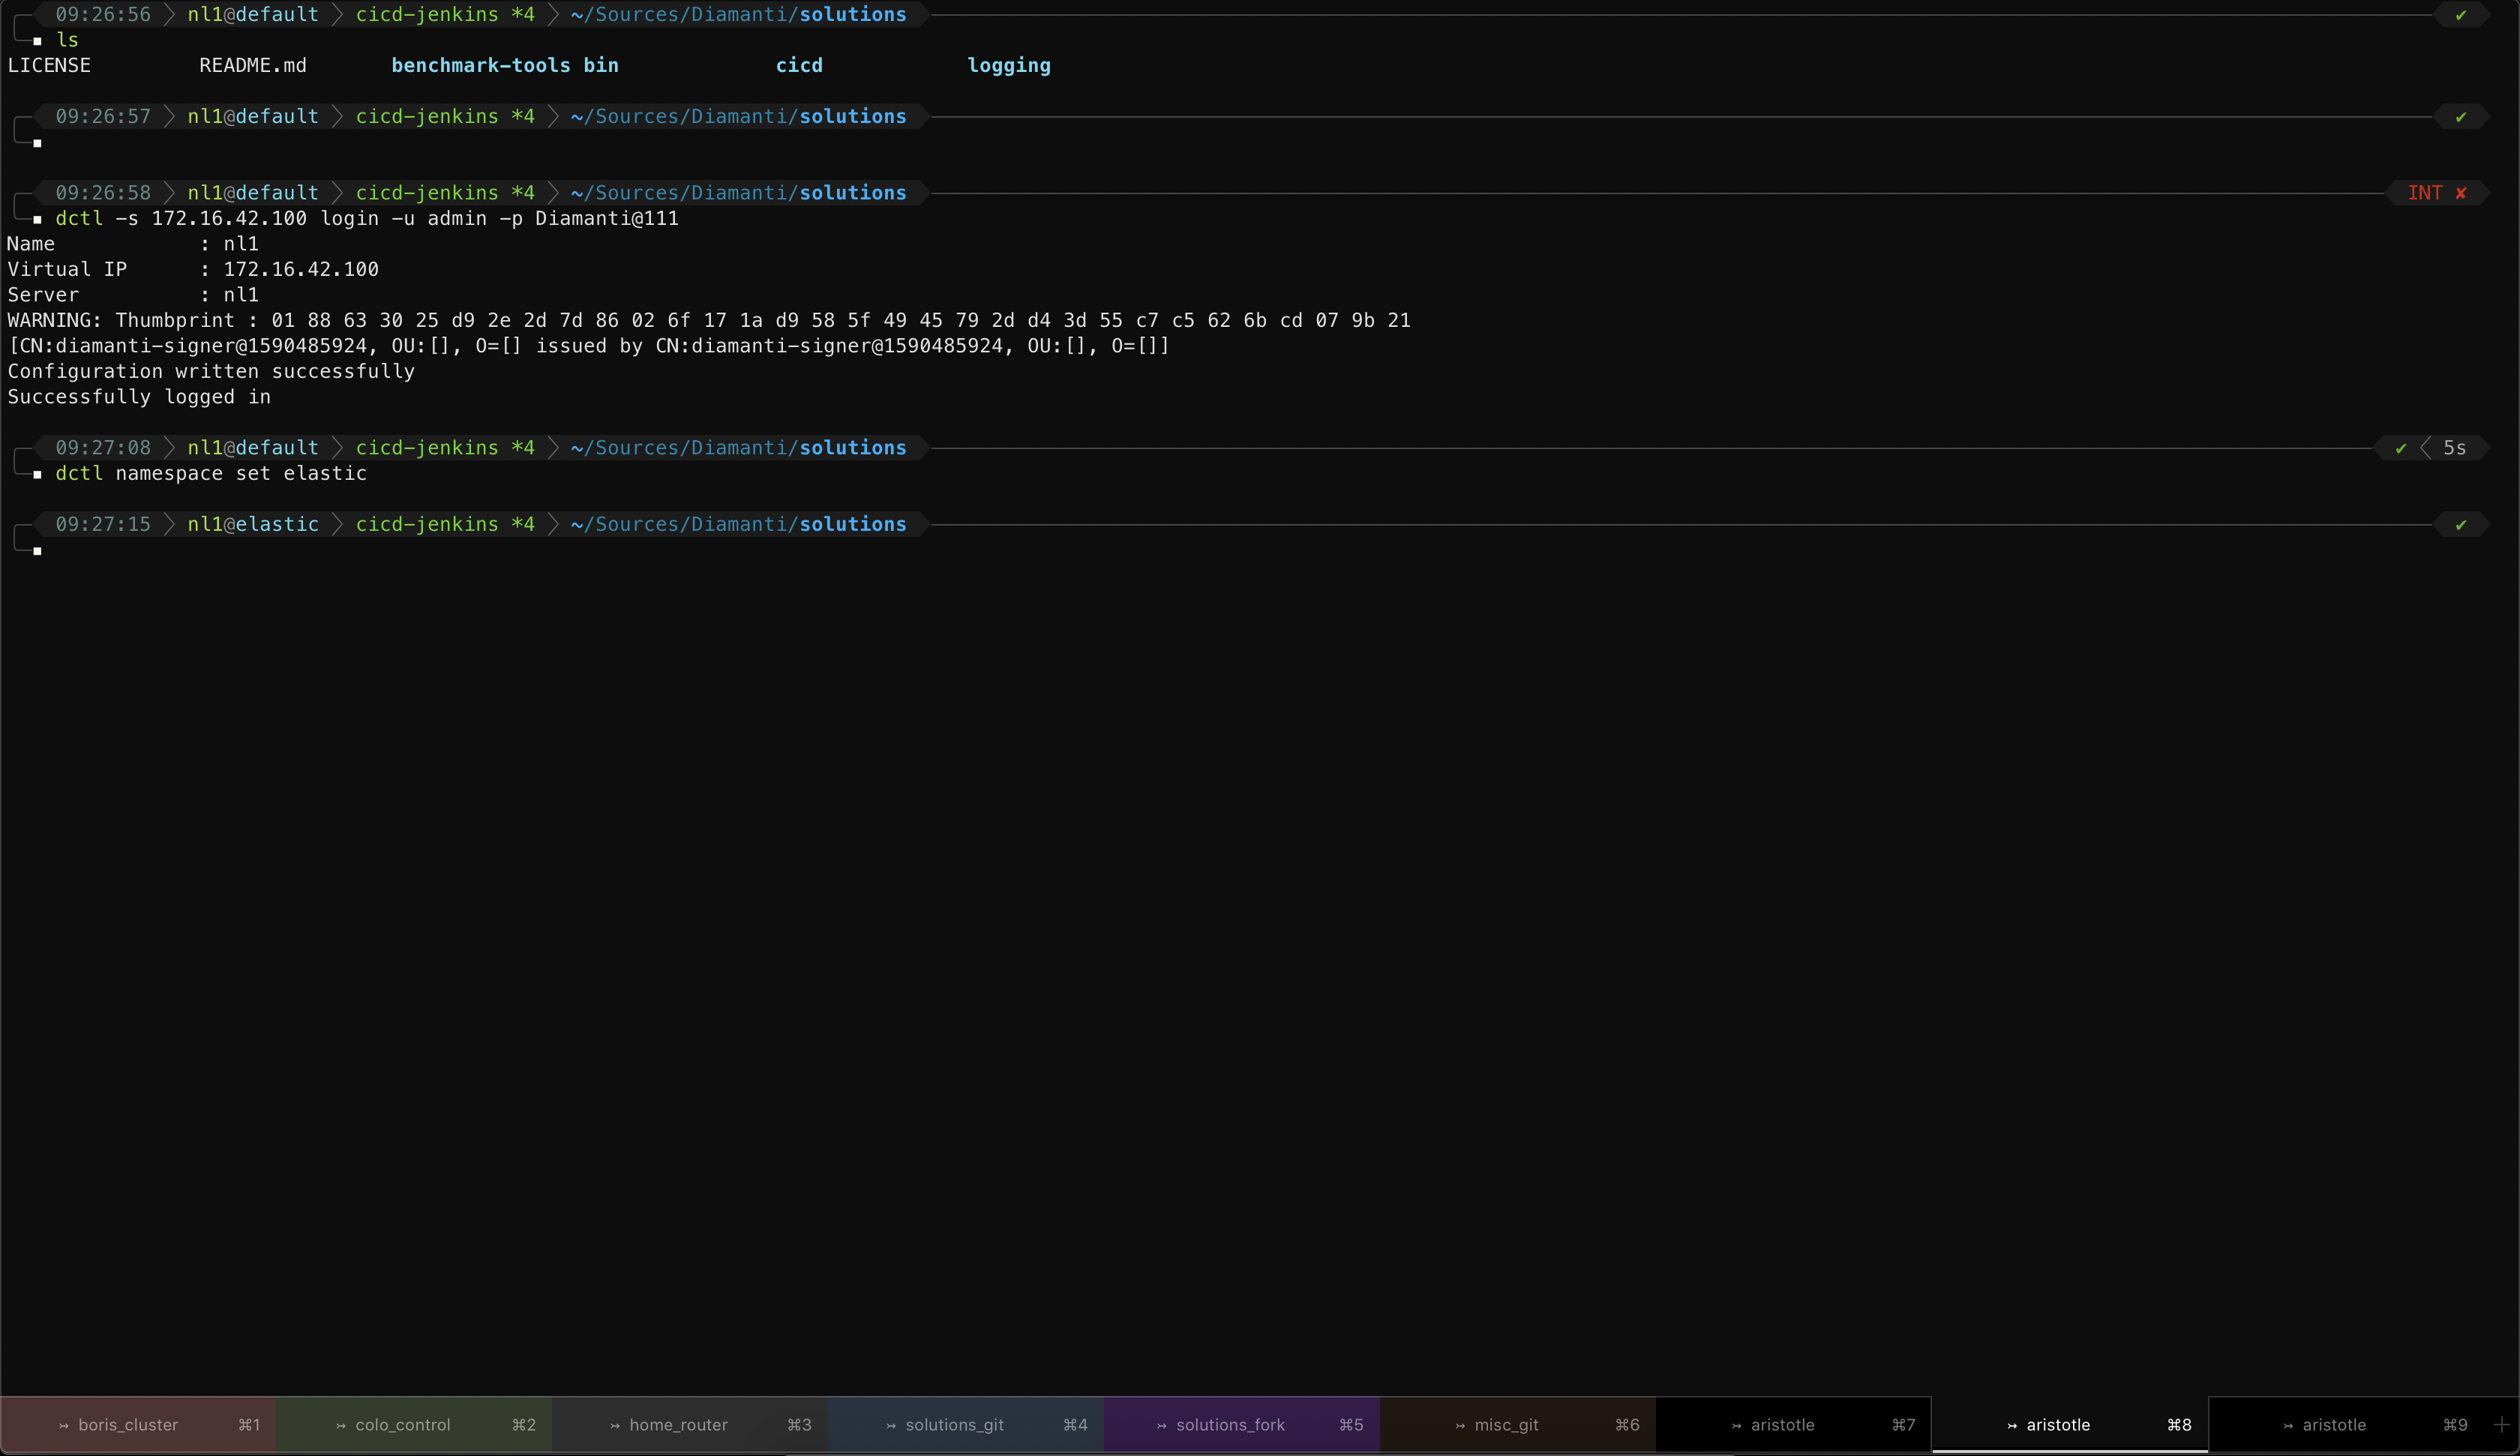 09:26:56 nl1@default cicd-jenkins *4 ~/Sources/Diamanti/solutions ✔
ls
LICENSE README.md benchmark-tools bin cicd logging
09:26:57 nl1@default cicd-jenkins *4 ~/Sources/Diamanti/solutions ✔
09:26:58 nl1@default cicd-jenkins *4 ~/Sources/Diamanti/solutions INT ✘
dctl -s 172.16.42.100 login -u admin -p Diamanti@111
Name : nl1
Virtual IP : 172.16.42.100
Server : nl1
WARNING: Thumbprint : 01 88 63 30 25 d9 2e 2d 7d 86 02 6f 17 1a d9 58 5f 49 45 79 2d d4 3d 55 c7 c5 62 6b cd 07 9b 21
[CN:diamanti-signer@1590485924, OU:[], O=[] issued by CN:diamanti-signer@1590485924, OU:[], O=[]]
Configuration written successfully
Successfully logged in
09:27:08 nl1@default cicd-jenkins *4 ~/Sources/Diamanti/solutions ✔ 5s
dctl namespace set elastic
09:27:15 nl1@elastic cicd-jenkins *4 ~/Sources/Diamanti/solutions ✔
↣ boris_cluster ⌘1 ↣ colo_control ⌘2 ↣ home_router ⌘3 ↣ solutions_git ⌘4 ↣ solutions_fork ⌘5 ↣ misc_git ⌘6 ↣ aristotle ⌘7 ↣ aristotle ⌘8 ↣ aristotle ⌘9 +